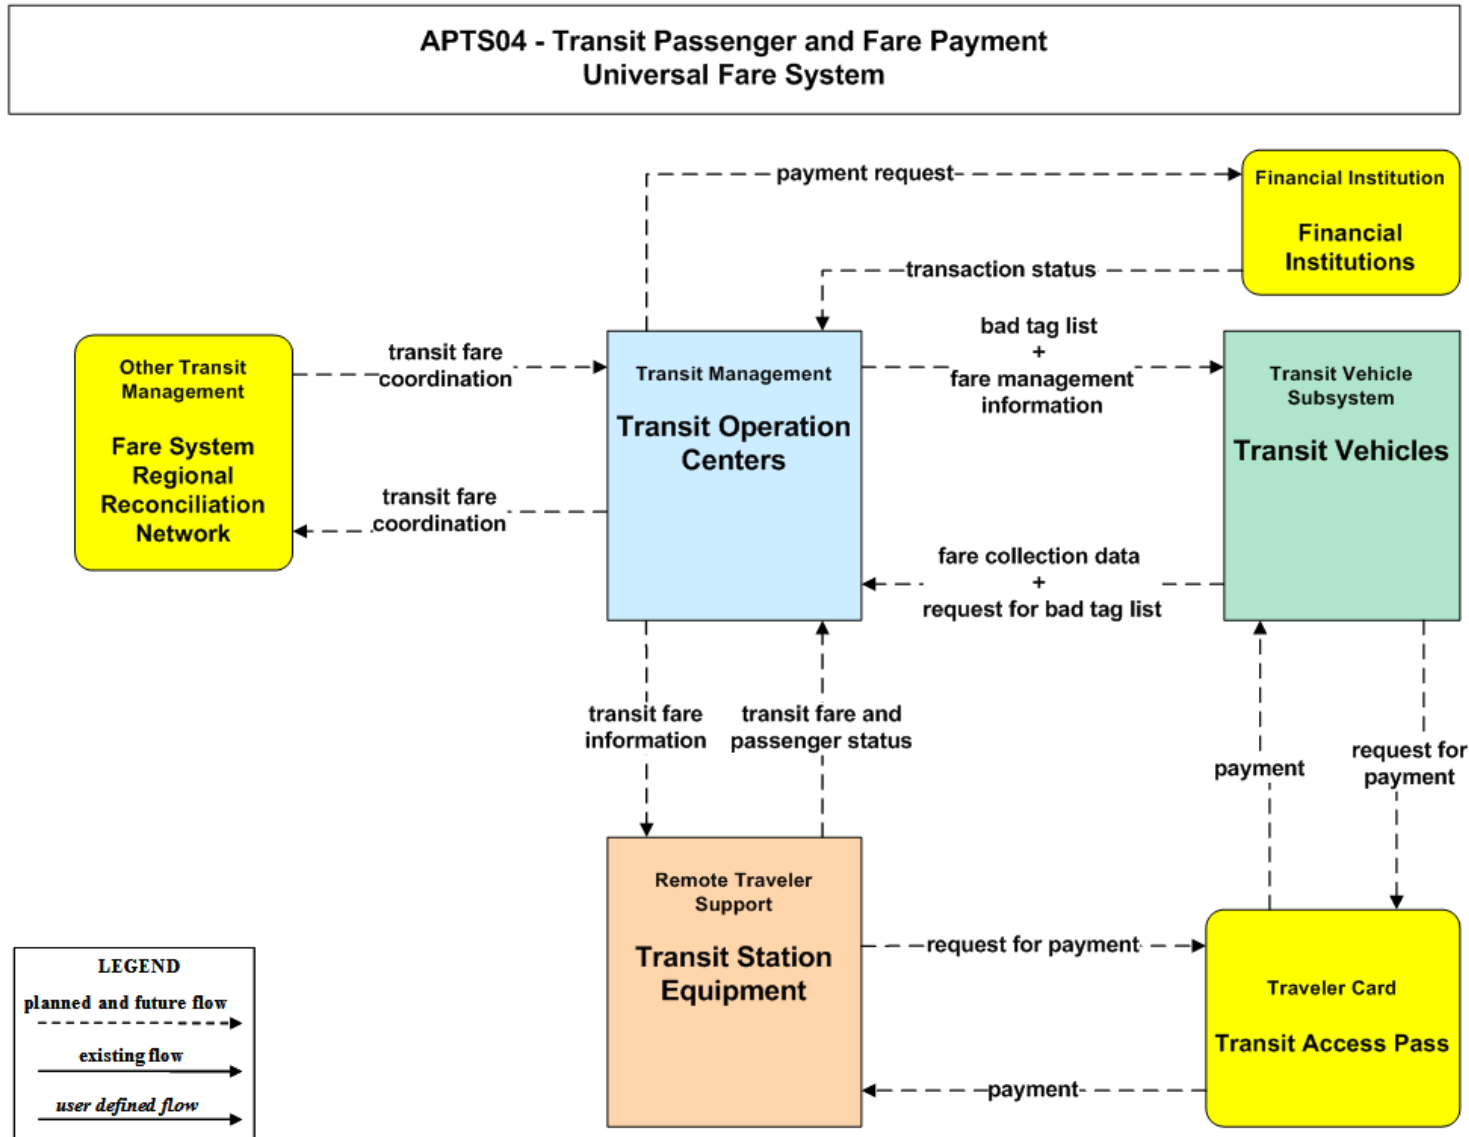 APTS04 - Transit Passenger and Fare Payment
Universal Fare System
payment request
Financial Institution
Financial
Institutions
transaction status
bad tag list
+
fare management
information
Other Transit
Management
Fare System
Regional
Reconciliation
Network
transit fare
coordination
transit fare
coordination
Transit Management
Transit Operation
Centers
Transit Vehicle
Subsystem
Transit Vehicles
fare collection data
+
request for bad tag list
transit fare
information
transit fare and
passenger status
payment
request for
payment
Remote Traveler
Support
Transit Station
Equipment
request for payment
Traveler Card
Transit Access Pass
payment
LEGEND
planned and future flow
existing flow
user defined flow